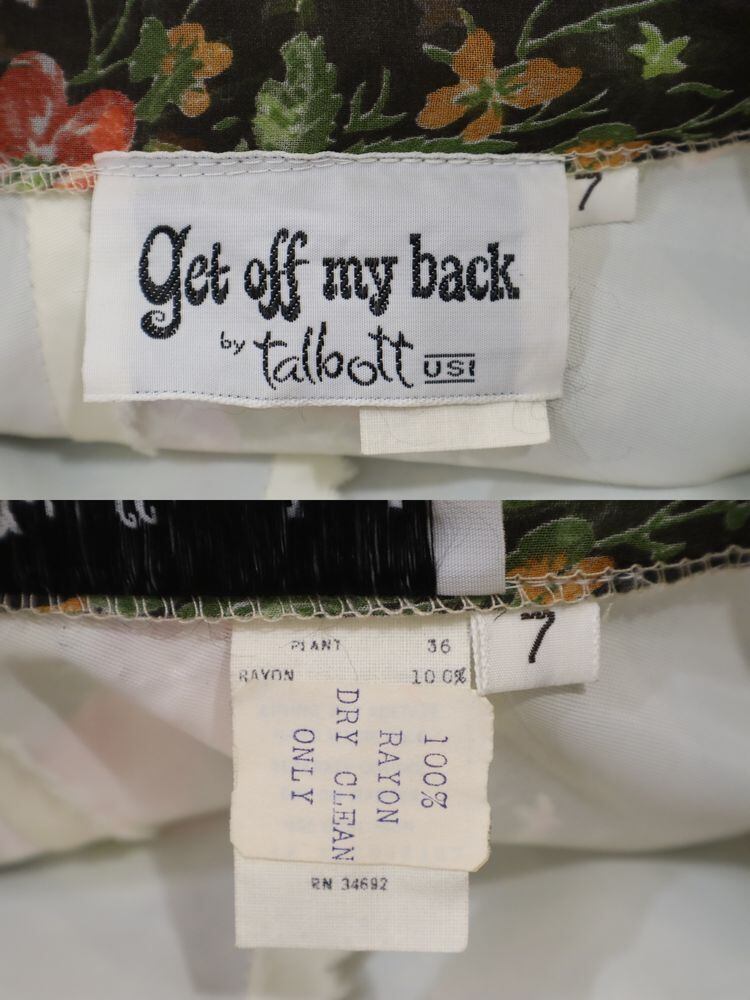 get off my back
by talbott USI
7
PLANT 36
RAYON 100%
7
100%
RAYON
DRY CLEAN
ONLY
RN 34692